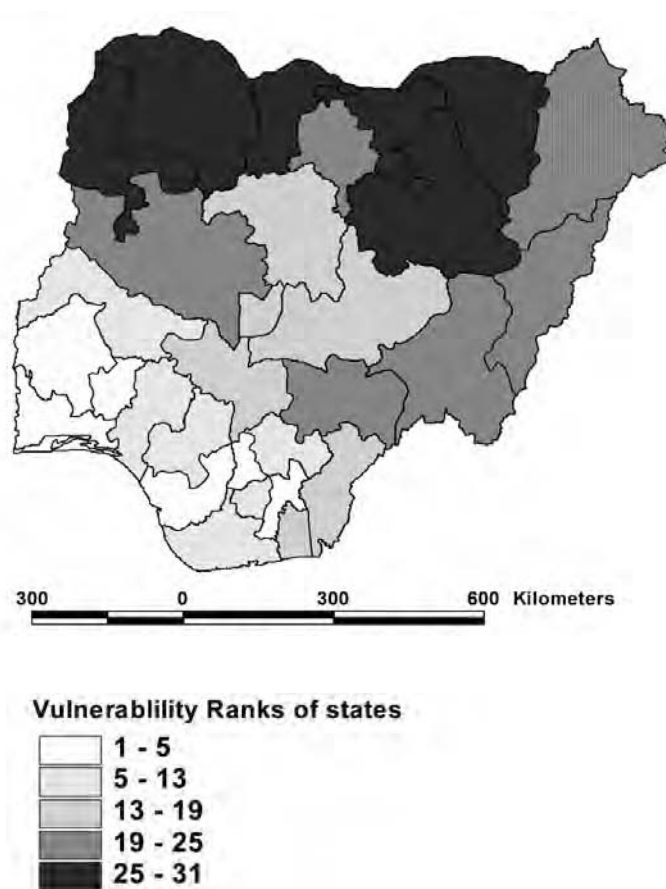 300 0 300 600 Kilometers
Vulnerablility Ranks of states
1 - 5
5 - 13
13 - 19
19 - 25
25 - 31